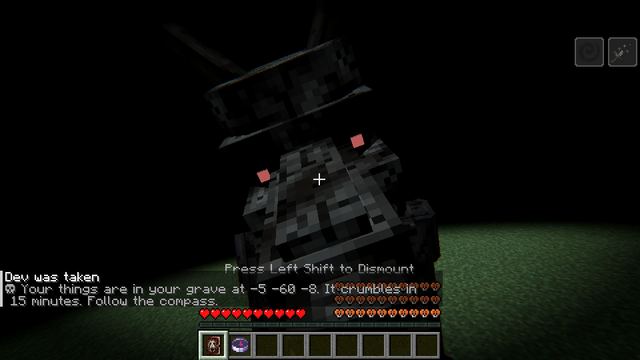 Press Left Shift to Dismount
Dev was taken
☠ Your things are in your grave at -5 -60 -8. It crumbles in
15 minutes. Follow the compass.